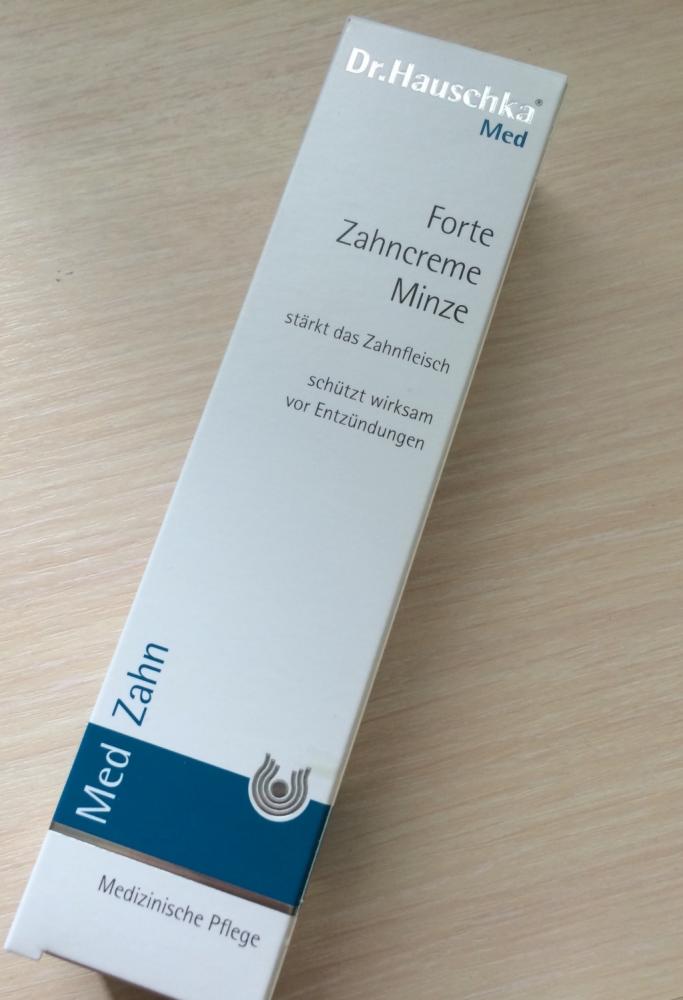 Dr.Hauschka®
Med
Forte
Zahncreme
Minze
stärkt das Zahnfleisch
schützt wirksam
vor Entzündungen
Med Zahn
Medizinische Pflege